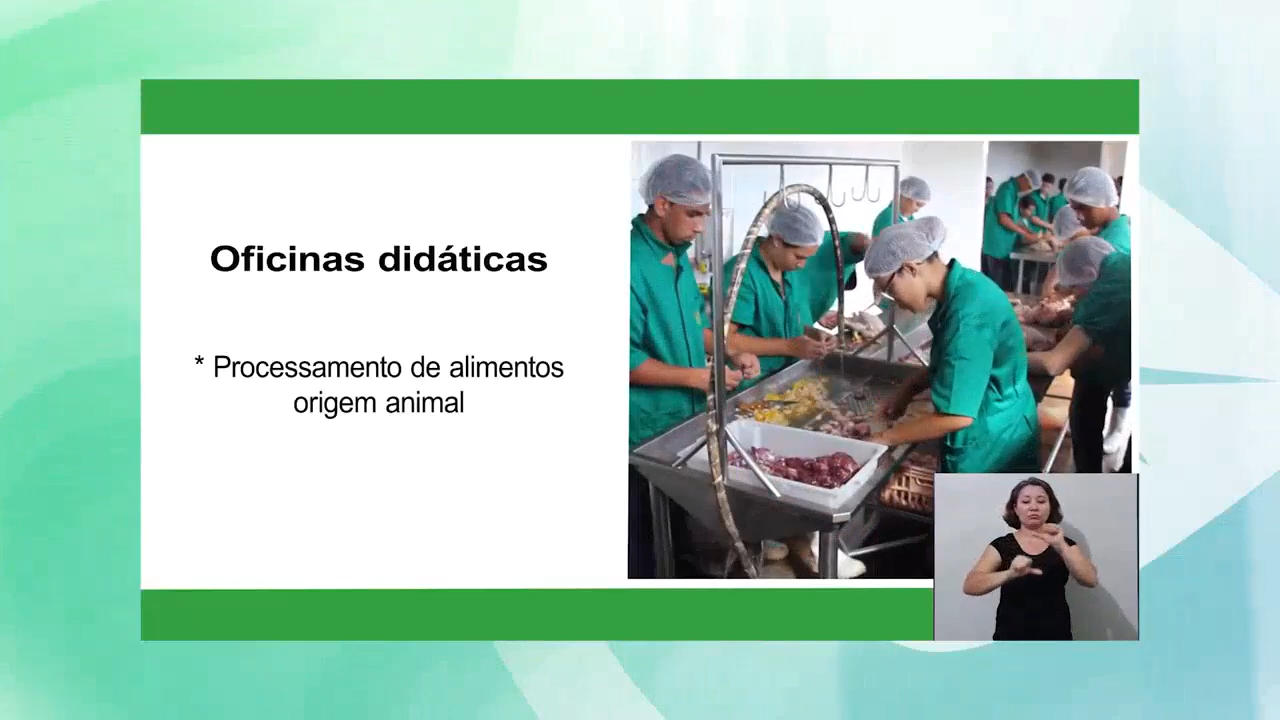 Oficinas didáticas
* Processamento de alimentos
origem animal